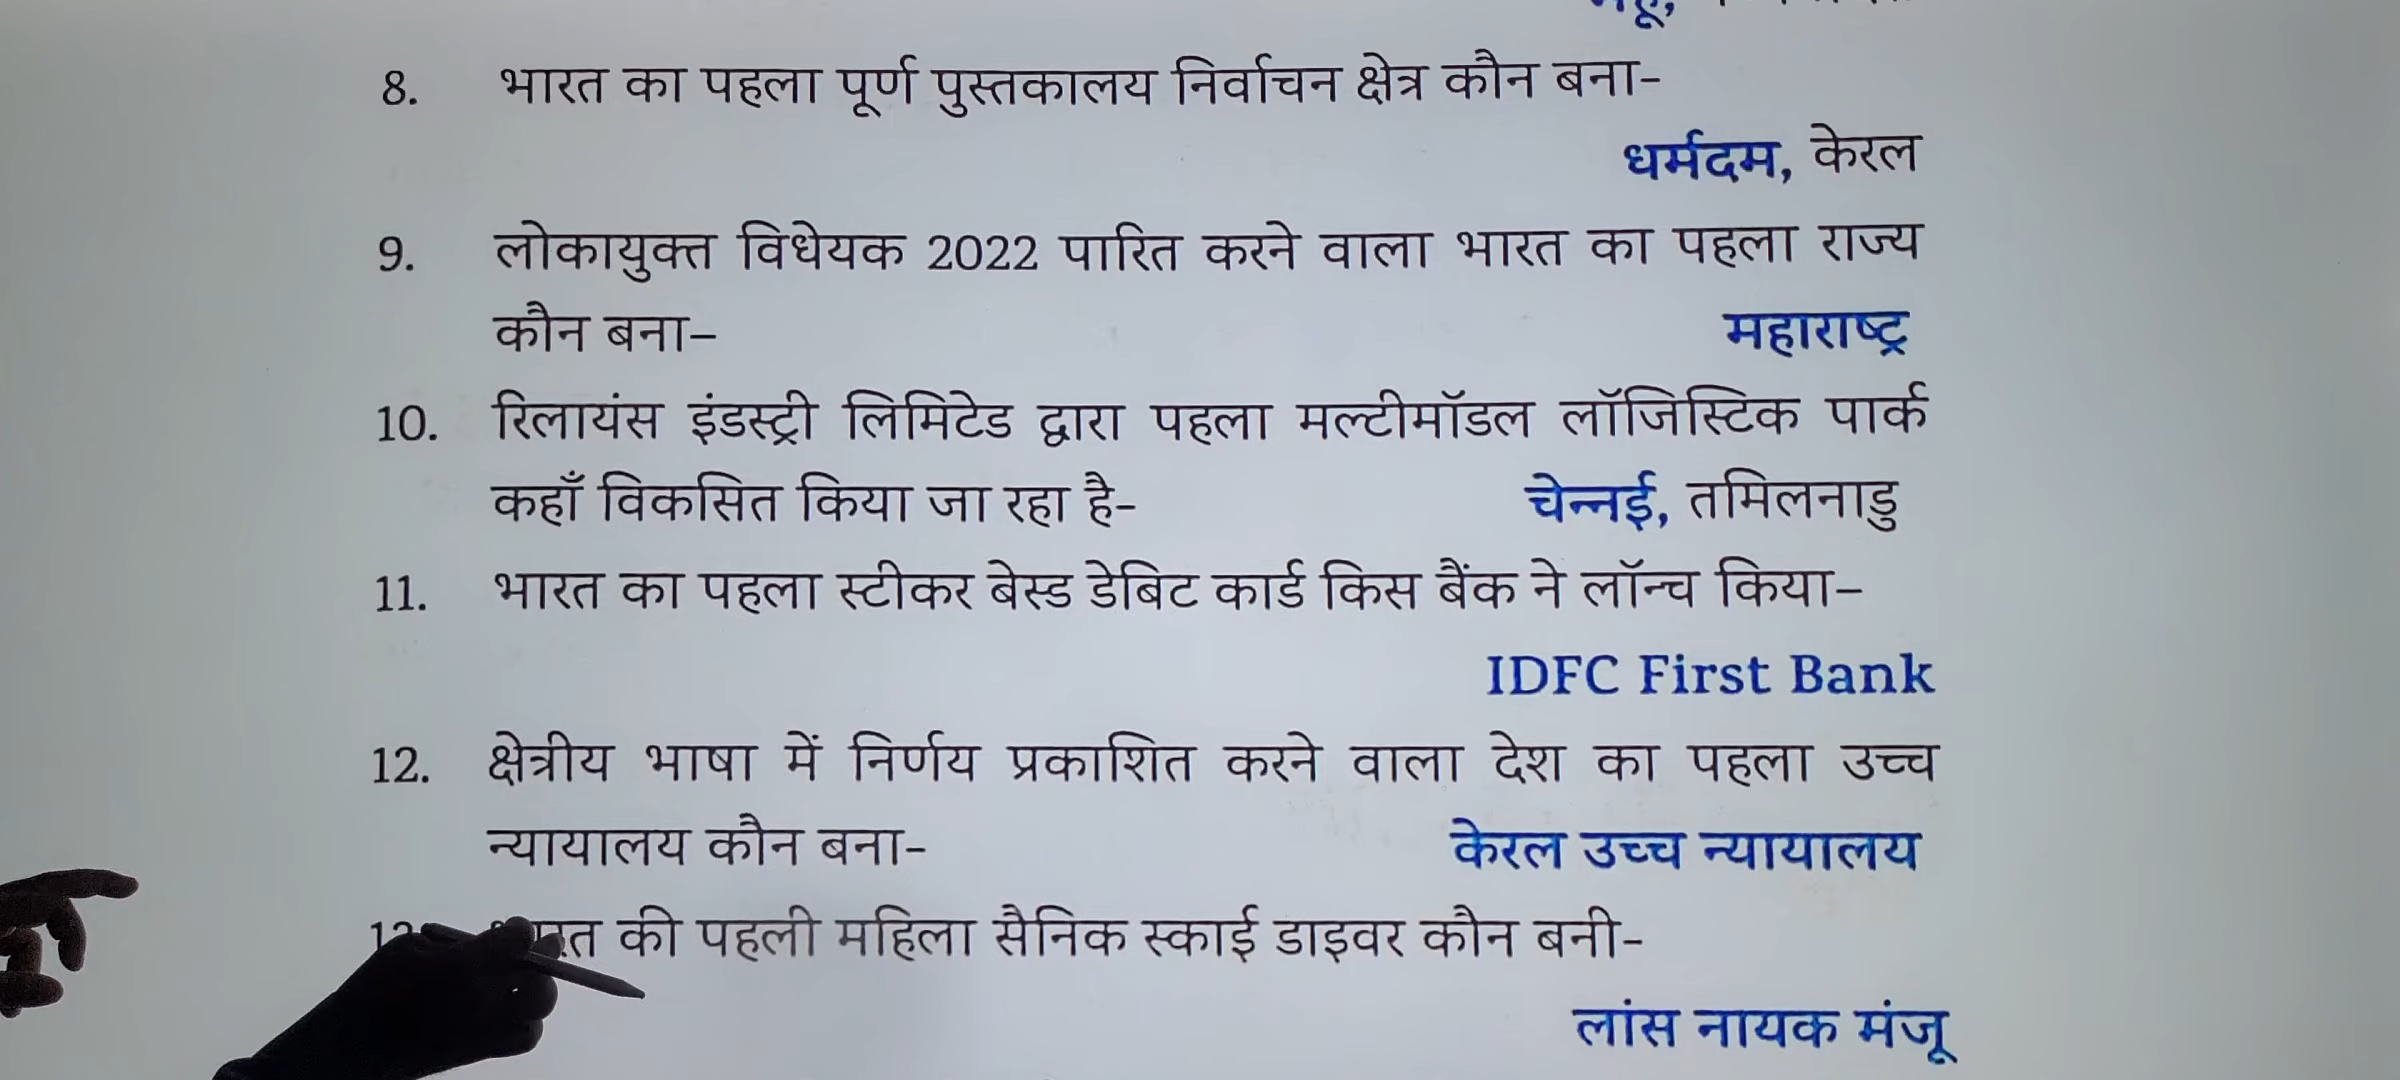 8. भारत का पहला पूर्ण पुस्तकालय निर्वाचन क्षेत्र कौन बना-
धर्मदम, केरल
9. लोकायुक्त विधेयक 2022 पारित करने वाला भारत का पहला राज्य
कौन बना- महाराष्ट्र
10. रिलायंस इंडस्ट्री लिमिटेड द्वारा पहला मल्टीमॉडल लॉजिस्टिक पार्क
कहाँ विकसित किया जा रहा है- चेन्नई, तमिलनाडु
11. भारत का पहला स्टीकर बेस्ड डेबिट कार्ड किस बैंक ने लॉन्च किया-
IDFC First Bank
12. क्षेत्रीय भाषा में निर्णय प्रकाशित करने वाला देश का पहला उच्च
न्यायालय कौन बना- केरल उच्च न्यायालय
की पहली महिला सैनिक स्काई डाइवर कौन बनी-
लांस नायक मंजू